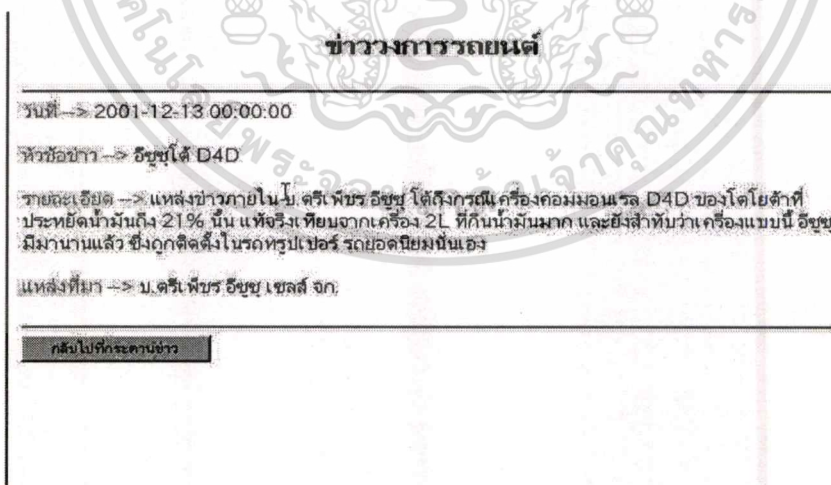 ข่าววงการรถยนต์
วันที่ --> 2001-12-13 00:00:00
หัวข้อข่าว --> อีซูซุโต้ D4D
รายละเอียด --> แหล่งข่าวภายใน บ.ตรีเพ็ชร อีซูซุ โต้ถึงกรณีเครื่องคอมมอนเรล D4D ของโตโยต้าที่
ประหยัดน้ำมันถึง 21% นั้น แท้จริงเทียบจากเครื่อง 2L ที่กินน้ำมันมาก และยังสำทับว่าเครื่องแบบนี้ อีซูซุ
มีมานานแล้ว ซึ่งถูกติดตั้งในรถทรูปเปอร์ รถยอดนิยมนั่นเอง
แหล่งที่มา --> บ.ตรีเพ็ชร อีซูซุ เซลส์ จก.
กลับไปที่กระดานข่าว